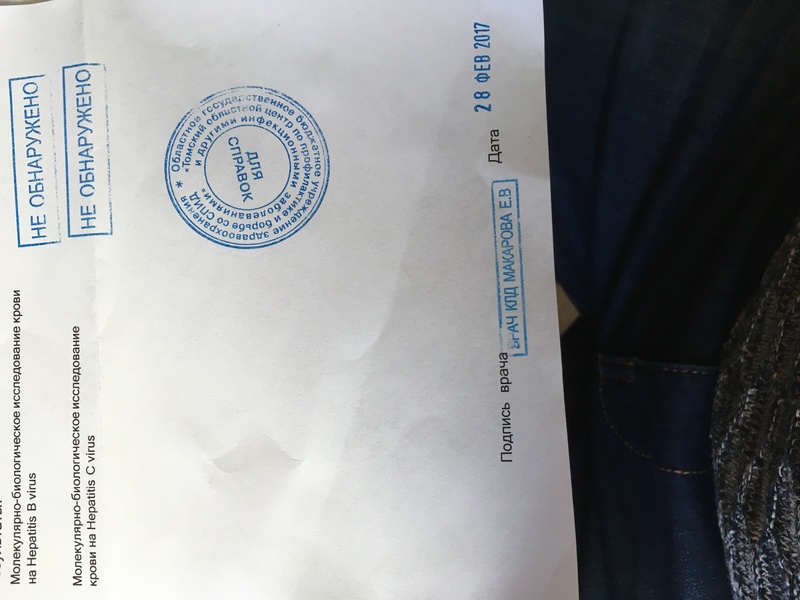 Молекулярно-биологическое исследование крови
на Hepatitis B virus
НЕ ОБНАРУЖЕНО
Молекулярно-биологическое исследование
крови на Hepatitis C virus
НЕ ОБНАРУЖЕНО
Областное государственное бюджетное учреждение здравоохранения
"Томский областной центр по профилактике и борьбе со СПИД
и другими инфекционными заболеваниями"
ДЛЯ
СПРАВОК
Подпись врача ВРАЧ КЛД МАКАРОВА Е.В Дата 28 ФЕВ 2017